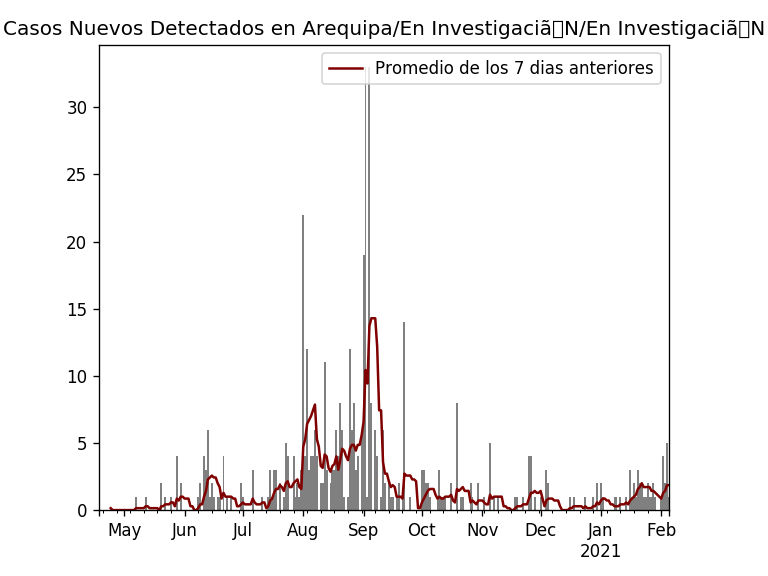 Casos Nuevos Detectados en Arequipa/En Investigaciã▯N/En Investigaciã▯N
Promedio de los 7 dias anteriores
30
25
20
15
10
5
0
May Jun Jul Aug Sep Oct Nov Dec Jan Feb
2021